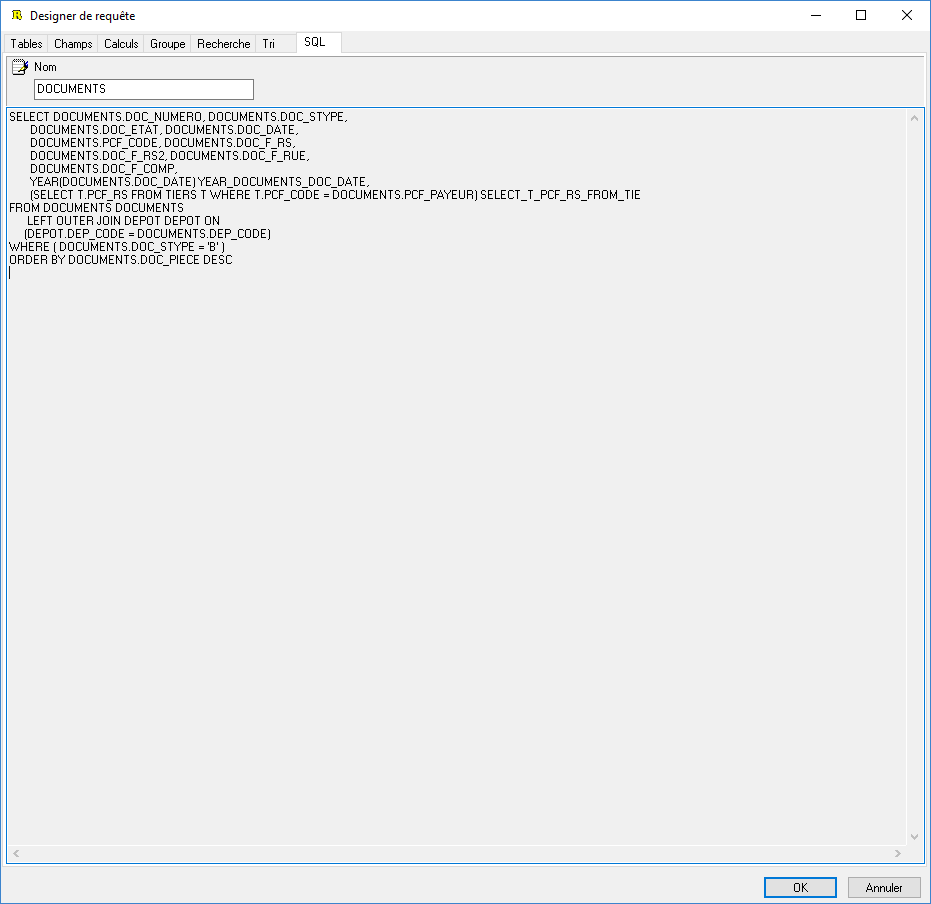 Designer de requête
Tables Champs Calculs Groupe Recherche Tri SQL
Nom
DOCUMENTS
SELECT DOCUMENTS.DOC_NUMERO, DOCUMENTS.DOC_STYPE,
DOCUMENTS.DOC_ETAT, DOCUMENTS.DOC_DATE,
DOCUMENTS.PCF_CODE, DOCUMENTS.DOC_F_RS,
DOCUMENTS.DOC_F_RS2, DOCUMENTS.DOC_F_RUE,
DOCUMENTS.DOC_F_COMP,
YEAR(DOCUMENTS.DOC_DATE) YEAR_DOCUMENTS_DOC_DATE,
(SELECT T.PCF_RS FROM TIERS T WHERE T.PCF_CODE = DOCUMENTS.PCF_PAYEUR) SELECT_T_PCF_RS_FROM_TIE
FROM DOCUMENTS DOCUMENTS
LEFT OUTER JOIN DEPOT DEPOT ON
(DEPOT.DEP_CODE = DOCUMENTS.DEP_CODE)
WHERE ( DOCUMENTS.DOC_STYPE = 'B' )
ORDER BY DOCUMENTS.DOC_PIECE DESC
OK Annuler